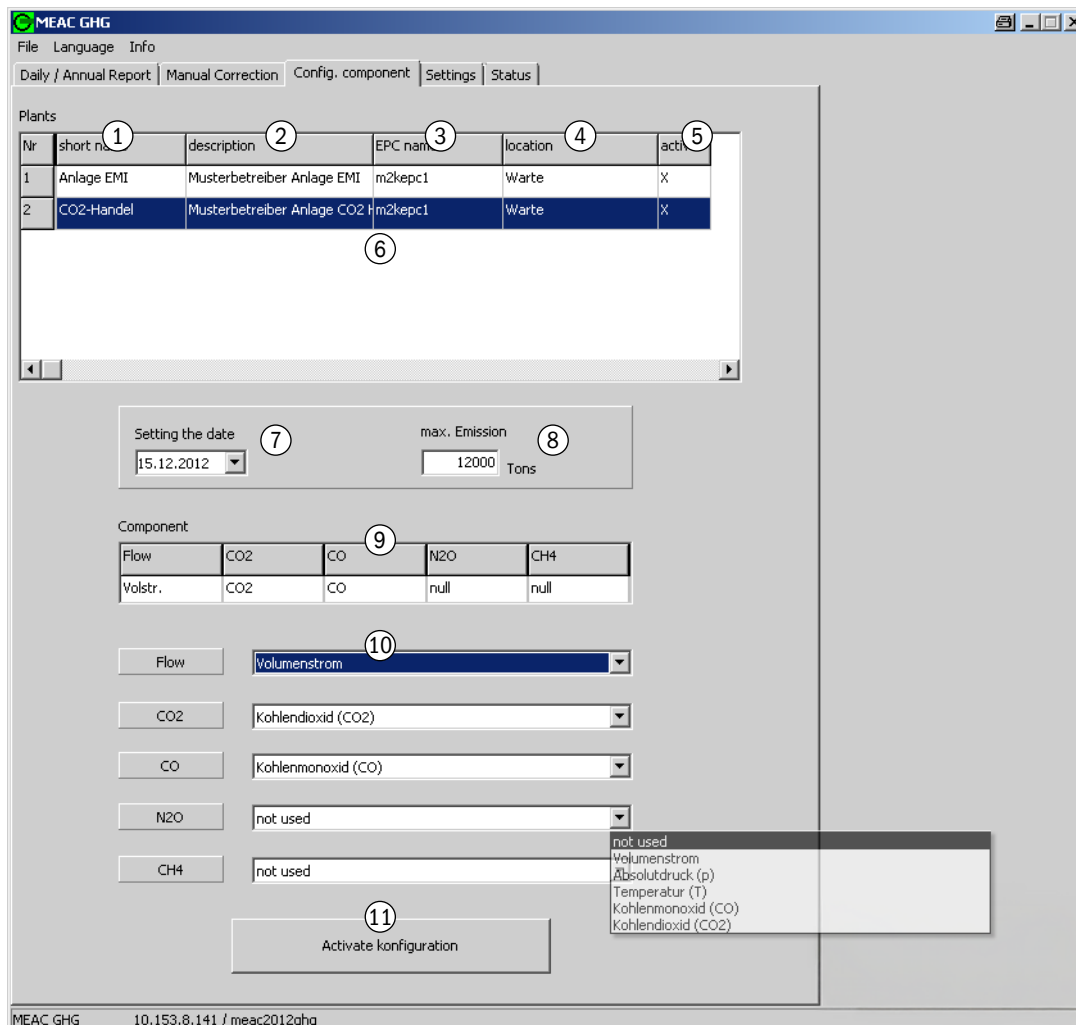 MEAC GHG
File Language Info
Daily / Annual Report Manual Correction Config. component Settings Status
Plants
1 2 3 4 5
Nr short description EPC name location
1 Anlage EMI Musterbetreiber Anlage EMI m2kepc1 Warte X
2 CO2-Handel Musterbetreiber Anlage CO2 m2kepc1 Warte X
6
Setting the date 7 max. Emission 8
15.12.2012 12000 Tons
Component
9
Flow CO2 CO N2O CH4
Volstr. CO2 CO null null
10
Flow Volumenstrom
CO2 Kohlendioxid (CO2)
CO Kohlenmonoxid (CO)
N2O not used
CH4 not used
not used
Volumenstrom
Absolutdruck (p)
Temperatur (T)
Kohlenmonoxid (CO)
Kohlendioxid (CO2)
11
Activate konfiguration
MEAC GHG 10.153.8.141 / meac2012ghg